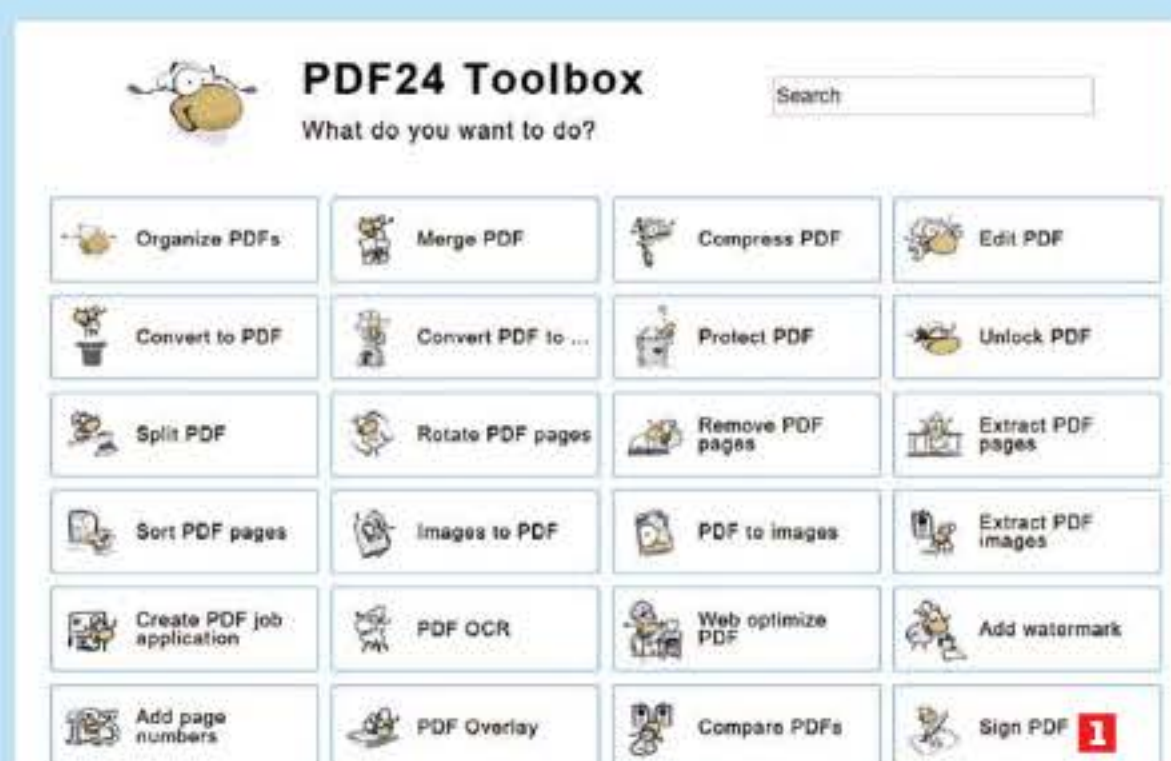 PDF24 Toolbox
Search
What do you want to do?
Organize PDFs
Merge PDF
Compress PDF
Edit PDF
Convert to PDF
Convert PDF to ...
Protect PDF
Unlock PDF
Split PDF
Rotate PDF pages
Remove PDF
pages
Extract PDF
pages
Sort PDF pages
Images to PDF
PDF to images
Extract PDF
images
Create PDF job
application
PDF OCR
Web optimize
PDF
Add watermark
Add page
numbers
PDF Overlay
Compare PDFs
Sign PDF 1